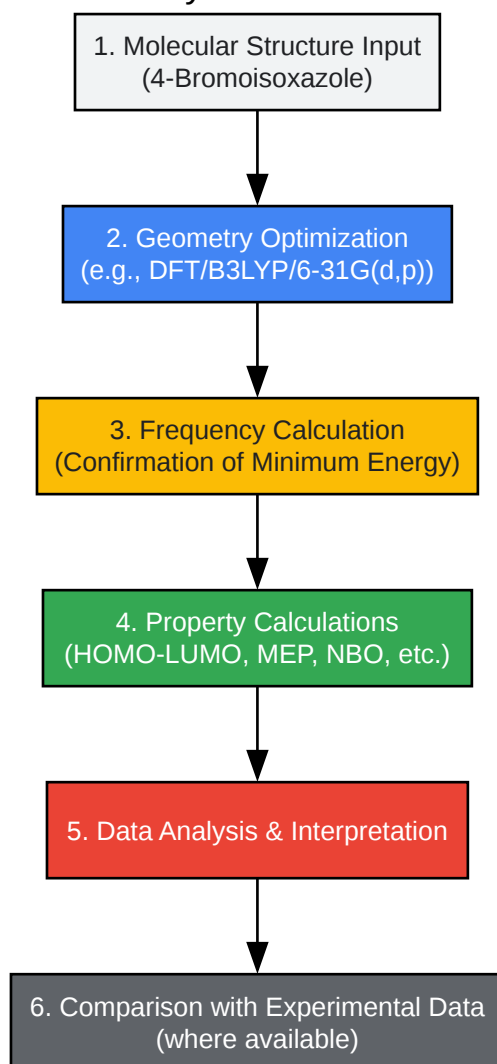 1. Molecular Structure Input
(4-Bromoisoxazole)
2. Geometry Optimization
(e.g., DFT/B3LYP/6-31G(d,p))
3. Frequency Calculation
(Confirmation of Minimum Energy)
4. Property Calculations
(HOMO-LUMO, MEP, NBO, etc.)
5. Data Analysis & Interpretation
6. Comparison with Experimental Data
(where available)